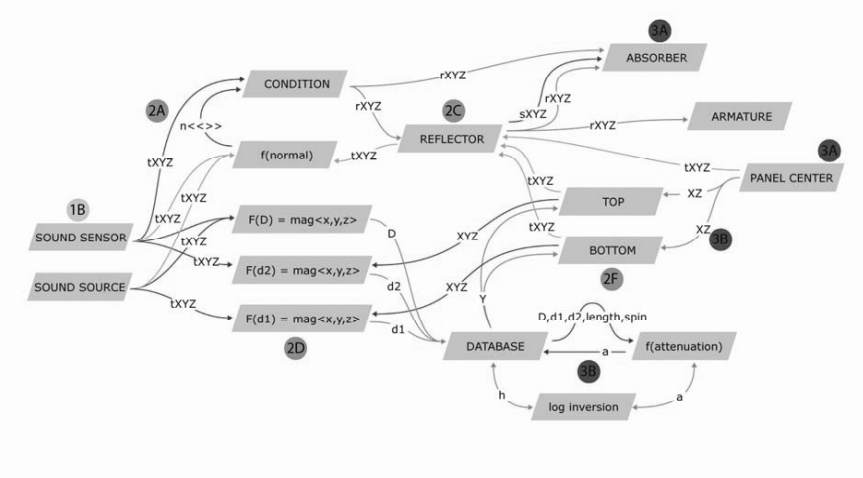 3A
ABSORBER
CONDITION
rXYZ
2A
rXYZ
2C
sXYZ
rXYZ
ARMATURE
n<<>>
REFLECTOR
rXYZ
f(normal)
tXYZ
tXYZ
tXYZ
3A
PANEL CENTER
tXYZ
tXYZ
tXYZ
TOP
XZ
1B
F(D) = mag<x,y,z>
D
tXYZ
XZ
3B
SOUND SENSOR
tXYZ
XYZ
BOTTOM
tXYZ
F(d2) = mag<x,y,z>
2F
SOUND SOURCE
d2
XYZ
Y
tXYZ
F(d1) = mag<x,y,z>
d1
D,d1,d2,length,spin
2D
DATABASE
a
f(attenuation)
3B
h
log inversion
a